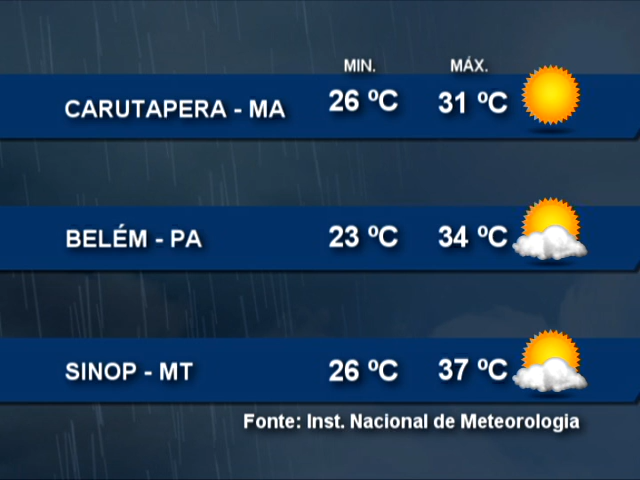 MIN. MÁX.
CARUTAPERA - MA 26 ºC 31 ºC
BELÉM - PA 23 ºC 34 ºC
SINOP - MT 26 ºC 37 ºC
Fonte: Inst. Nacional de Meteorologia